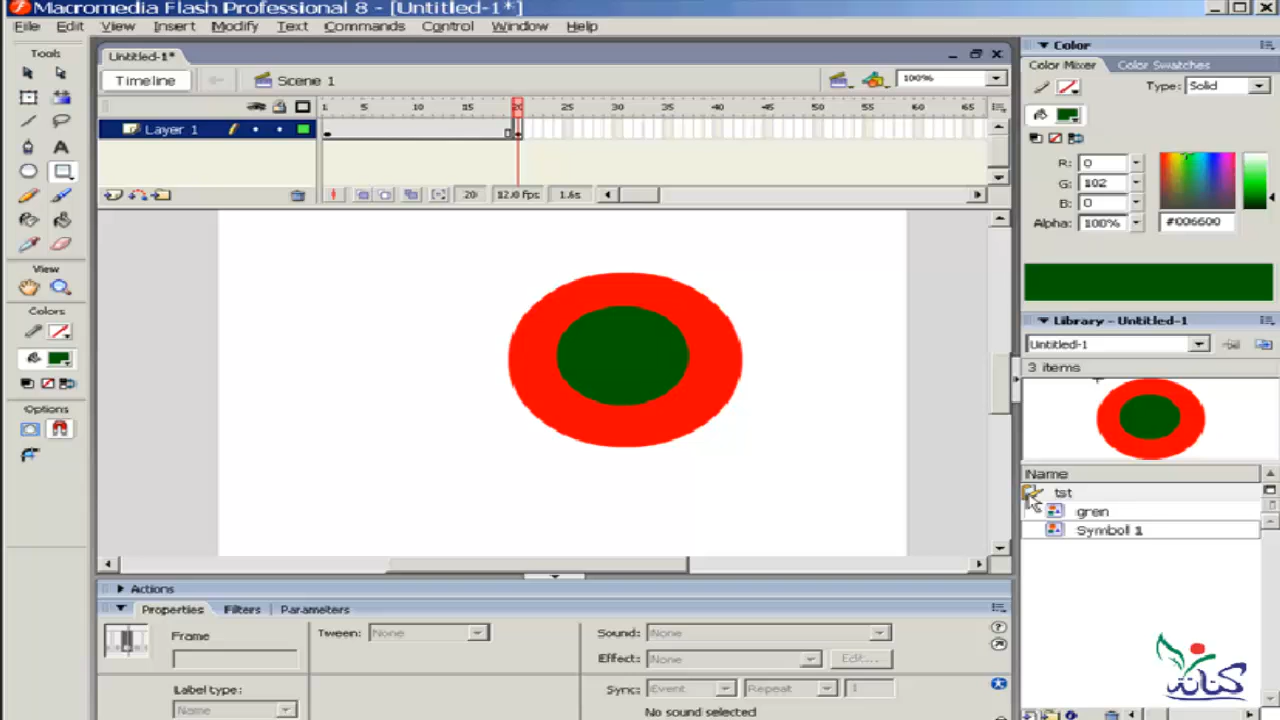 Macromedia Flash Professional 8 - [Untitled-1*]
File Edit View Insert Modify Text Commands Control Window Help
Tools
Untitled-1*
Timeline
Scene 1
100%
1 5 10 15 20 25 30 35 40 45 50 55 60 65
Layer 1
20 12.0 fps 1.6s
View
Colors
Options
Color
Color Mixer Color Swatches
Type: Solid
R: 0
G: 102
B: 0
Alpha: 100% #006600
Library - Untitled-1
Untitled-1
3 items
Name
tst
gren
Symbol 1
Actions
Properties Filters Parameters
Frame
Tween: None
Sound: None
Effect: None Edit...
Label type:
Name
Sync: Event Repeat 1
No sound selected
كنانة